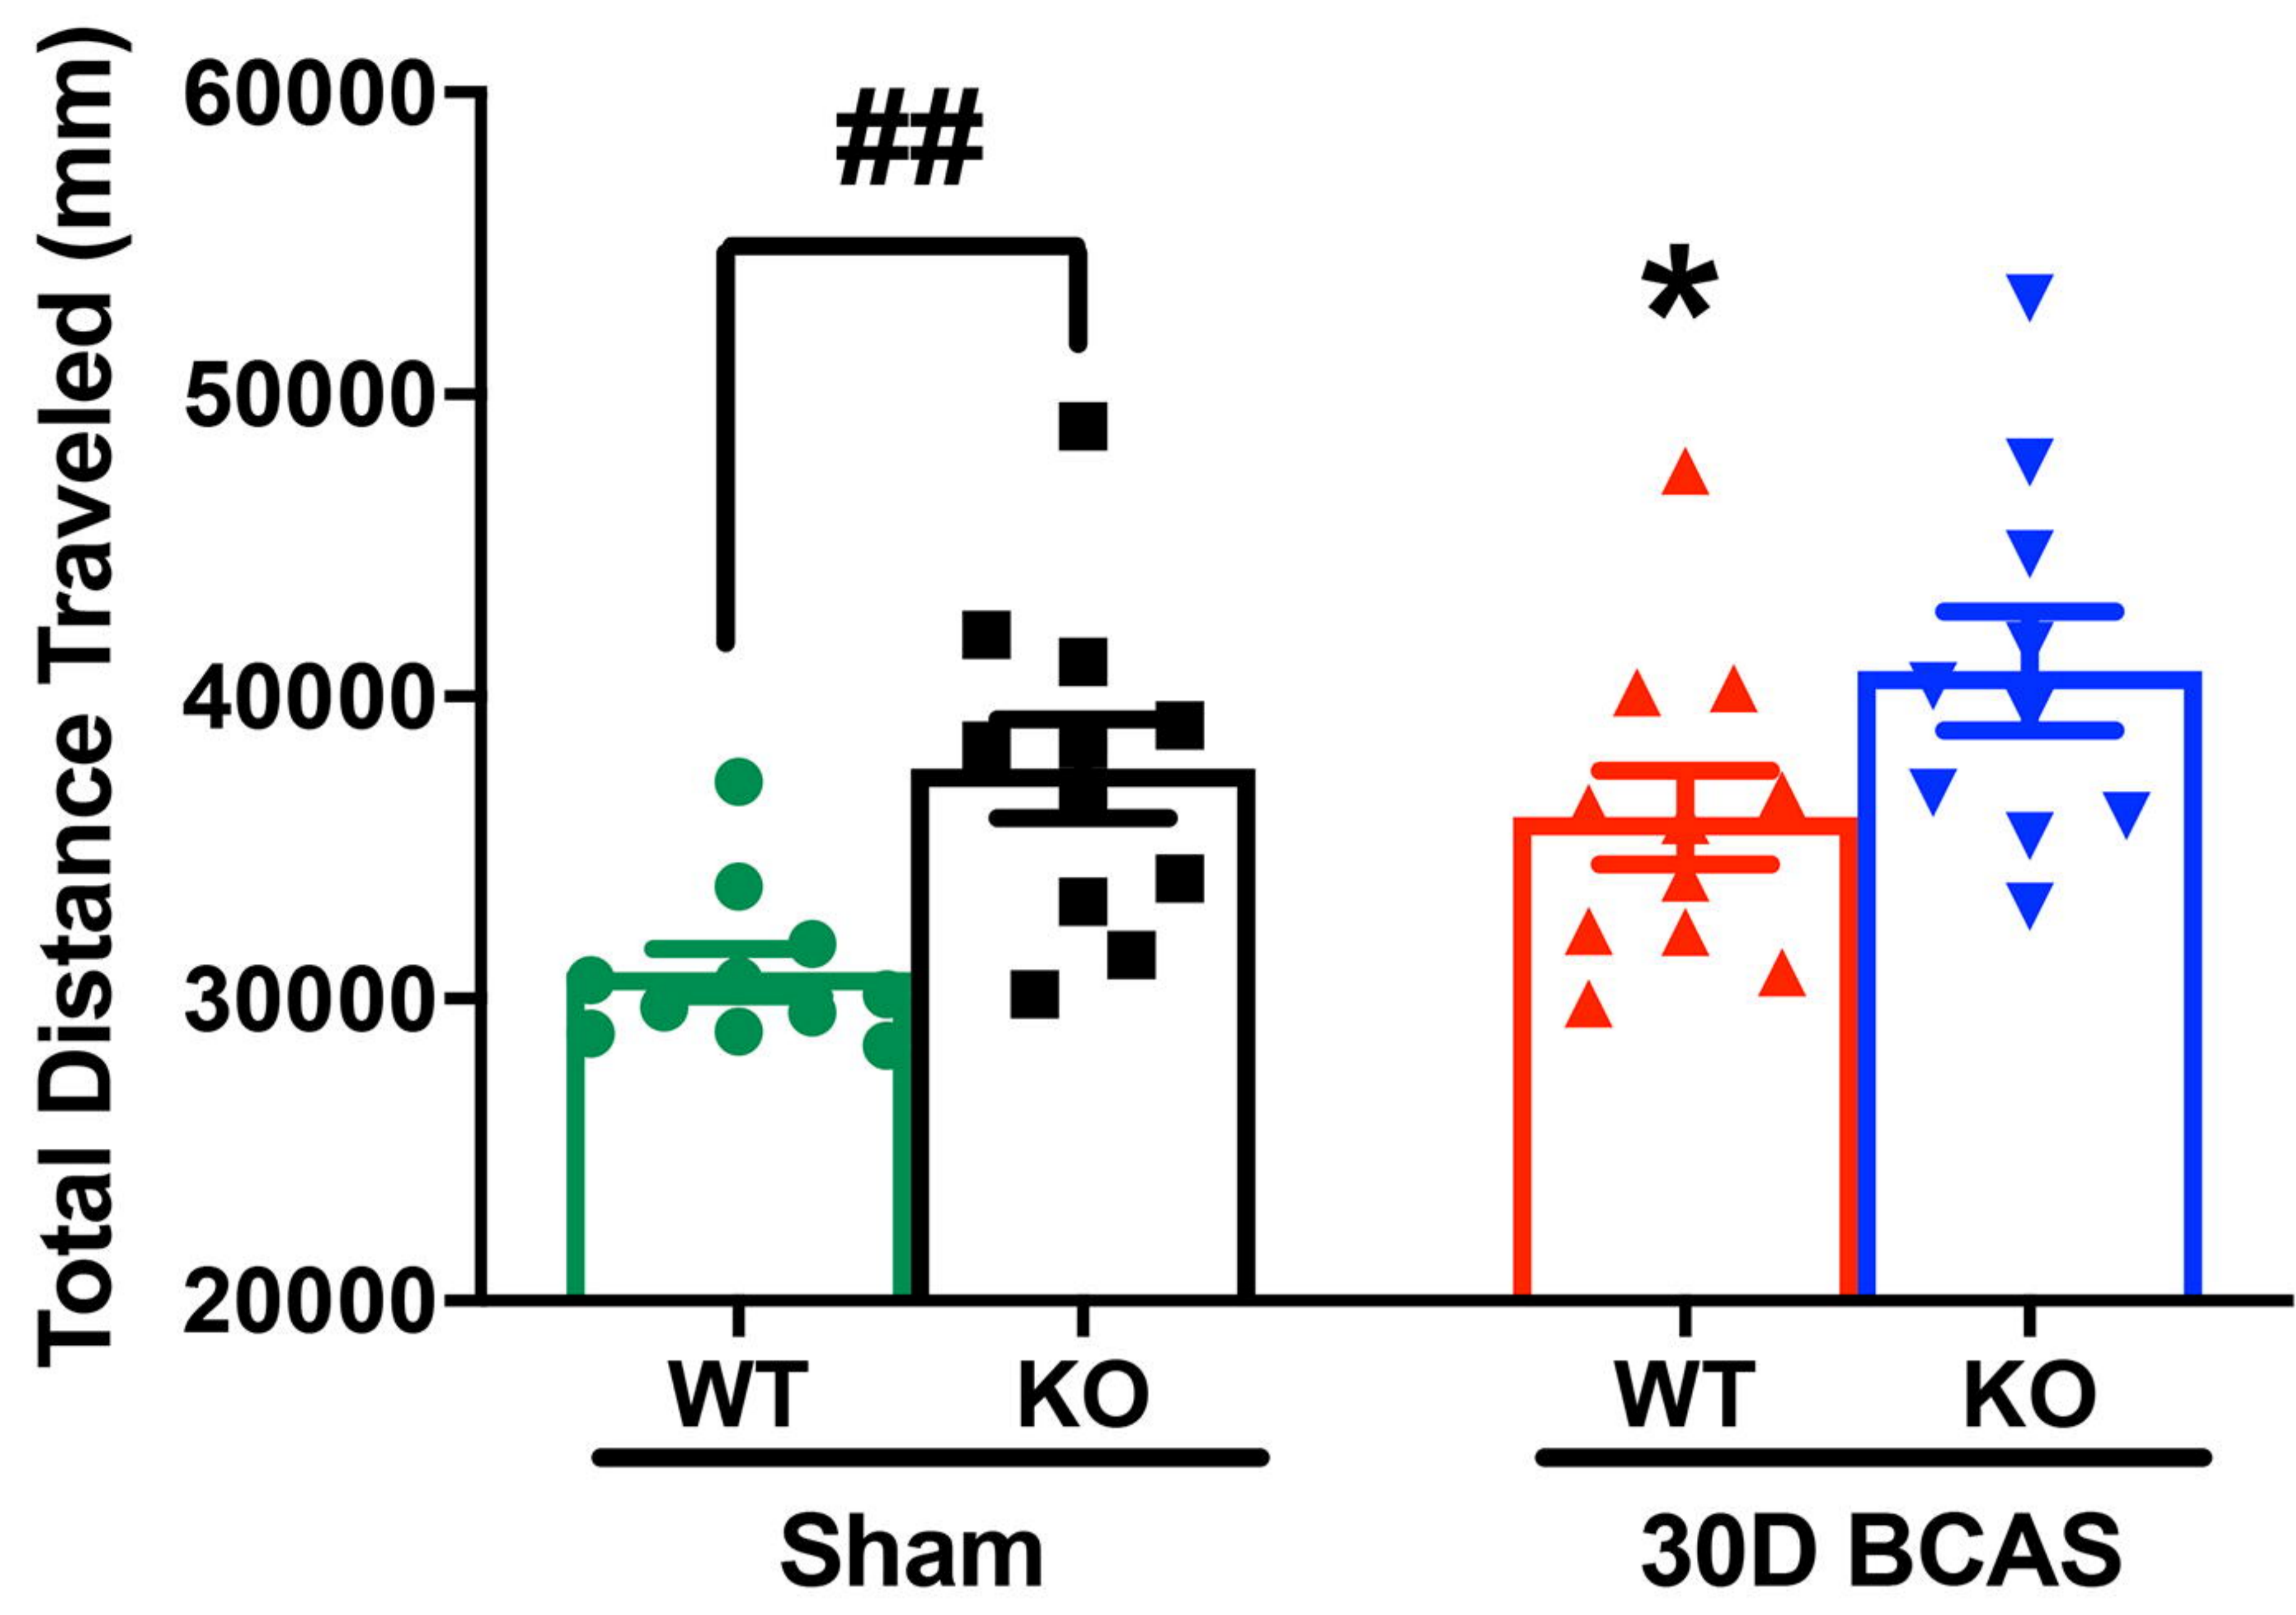 Total Distance Traveled (mm)
60000
50000
40000
30000
20000
##
*
WT KO WT KO
Sham 30D BCAS